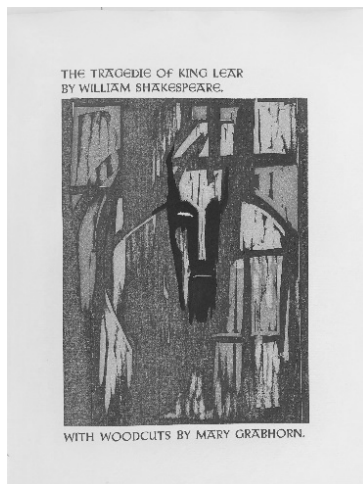 THE TRAGEDIE OF KING LEAR
BY WILLIAM SHAKESPEARE.
WITH WOODCUTS BY MARY GRABHORN.